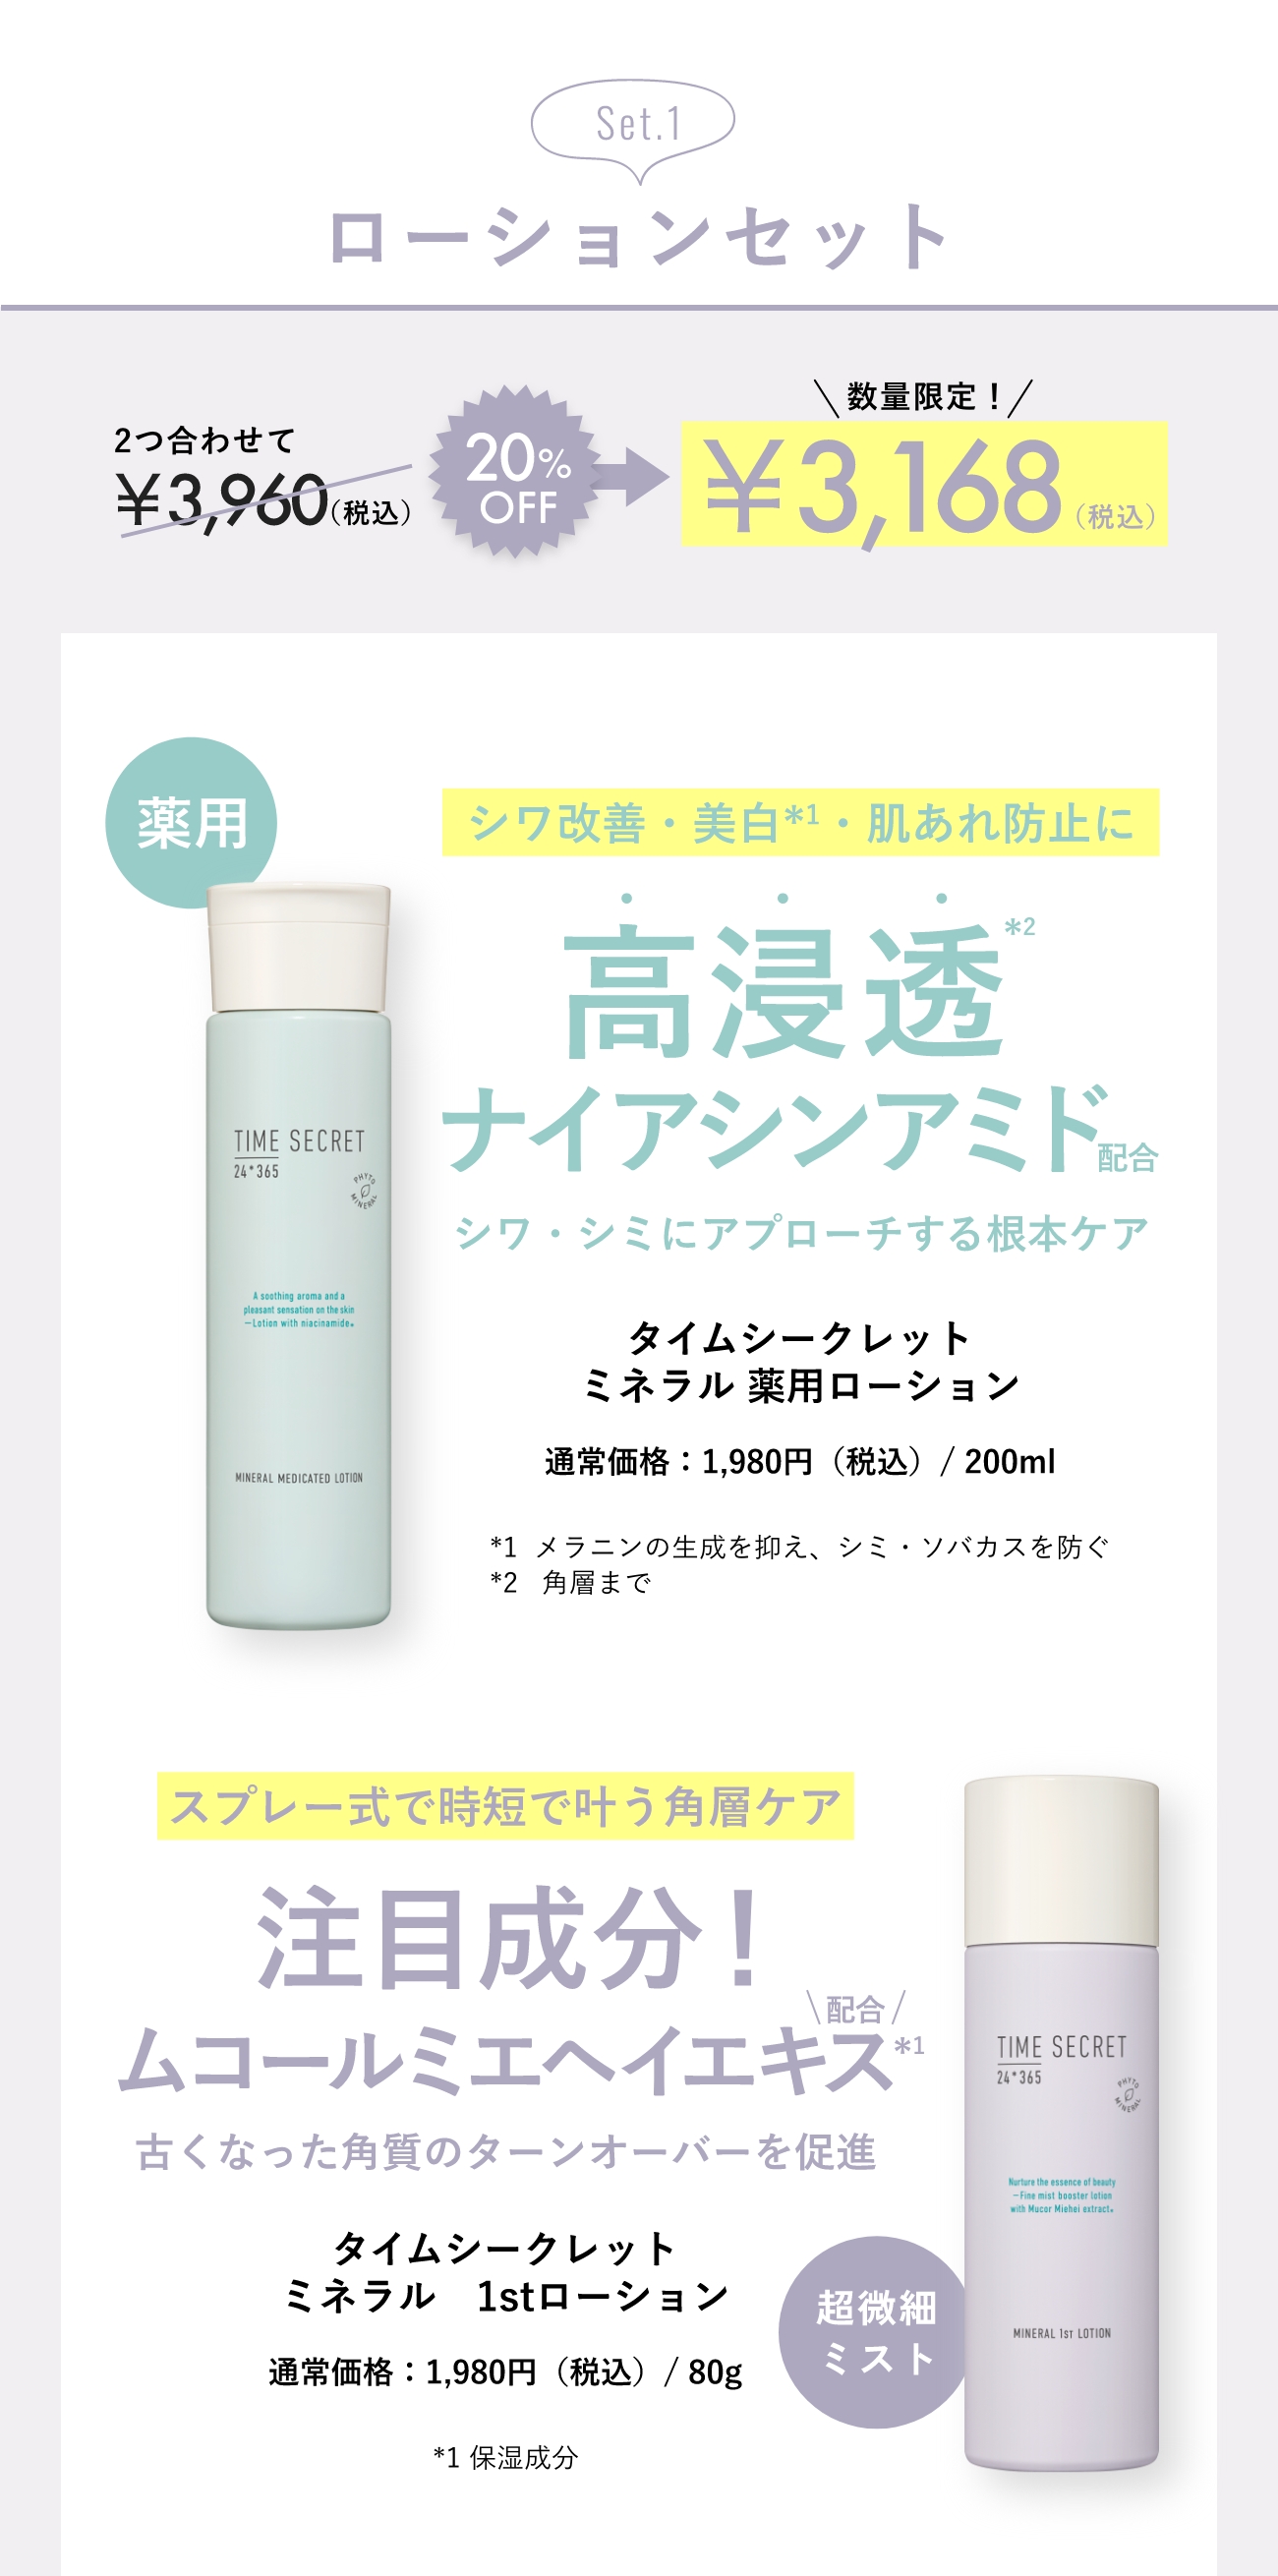 Set.1
ローションセット
2つ合わせて
¥3,960(税込)
20%
OFF
\数量限定！/
¥3,168(税込)
薬用
シワ改善・美白*1・肌あれ防止に
高浸透*2
ナイアシンアミド配合
シワ・シミにアプローチする根本ケア
タイムシークレット
ミネラル 薬用ローション
通常価格：1,980円（税込）/ 200ml
*1 メラニンの生成を抑え、シミ・ソバカスを防ぐ
*2 角層まで
TIME SECRET
24*365
PHYTO MINERAL
A soothing aroma and a
pleasant sensation on the skin
—Lotion with niacinamide.
MINERAL MEDICATED LOTION
スプレー式で時短で叶う角層ケア
注目成分！
\配合/
ムコールミエヘイエキス*1
古くなった角質のターンオーバーを促進
タイムシークレット
ミネラル　1stローション
通常価格：1,980円（税込）/ 80g
*1 保湿成分
超微細
ミスト
TIME SECRET
24*365
PHYTO MINERAL
Nurture the essence of beauty
—Fine mist booster lotion
with Mucor Miehei extract.
MINERAL 1ST LOTION